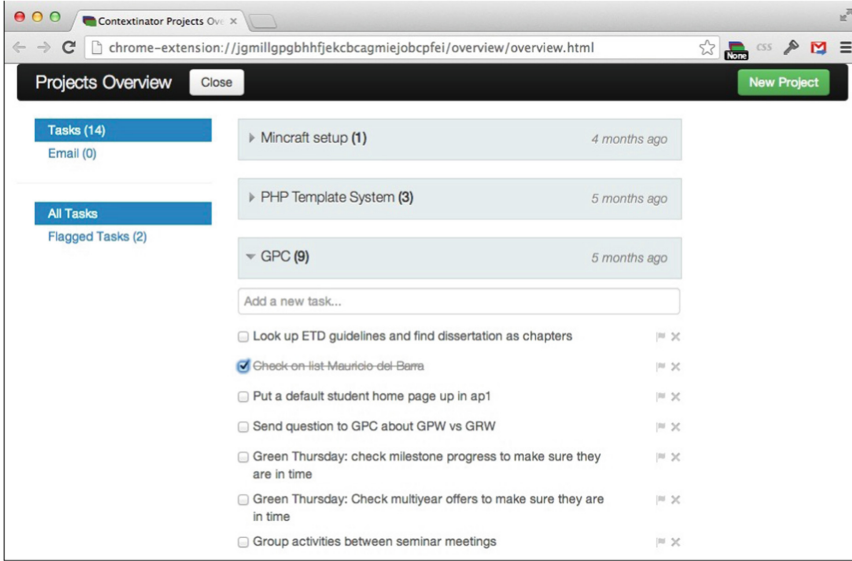 Contextinator Projects Ove
chrome-extension://jgmillgpgbhhfjekcbcagmiejobcpfei/overview/overview.html
None
CSS
Projects Overview
Close
New Project
Tasks (14)
Email (0)
All Tasks
Flagged Tasks (2)
Mincraft setup (1)
4 months ago
PHP Template System (3)
5 months ago
GPC (9)
5 months ago
Add a new task...
Look up ETD guidelines and find dissertation as chapters
Check on list Mauricio del Barra
Put a default student home page up in ap1
Send question to GPC about GPW vs GRW
Green Thursday: check milestone progress to make sure they
are in time
Green Thursday: Check multiyear offers to make sure they are
in time
Group activities between seminar meetings